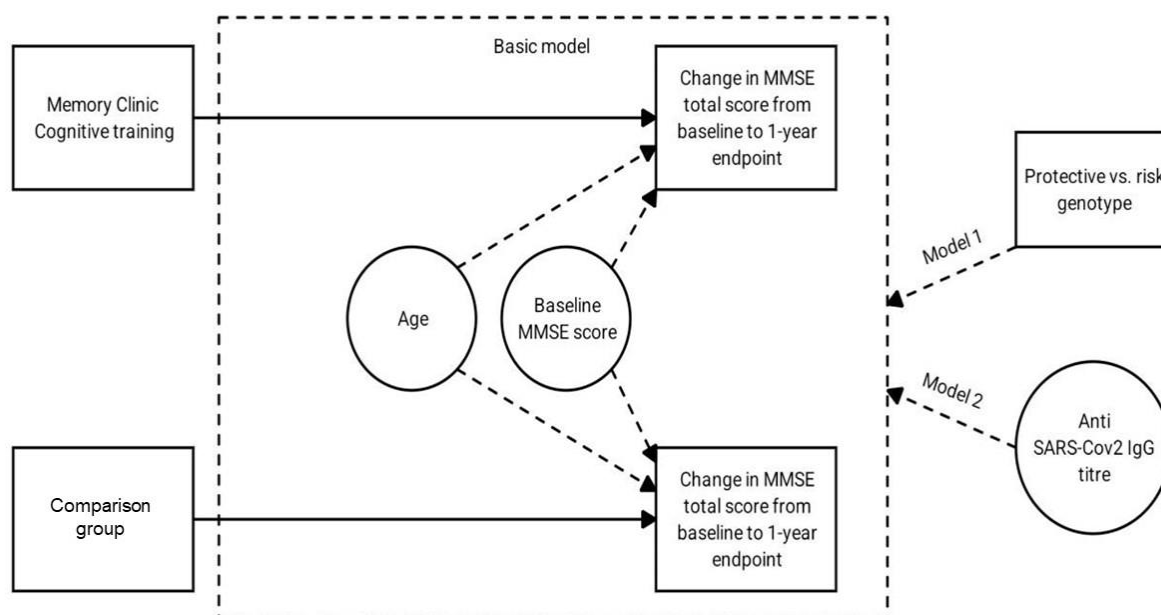 Basic model
Memory Clinic
Cognitive training
Change in MMSE
total score from
baseline to 1-year
endpoint
Protective vs. risk
genotype
Model 1
Age
Baseline
MMSE score
Model 2
Anti
SARS-Cov2 IgG
titre
Comparison
group
Change in MMSE
total score from
baseline to 1-year
endpoint